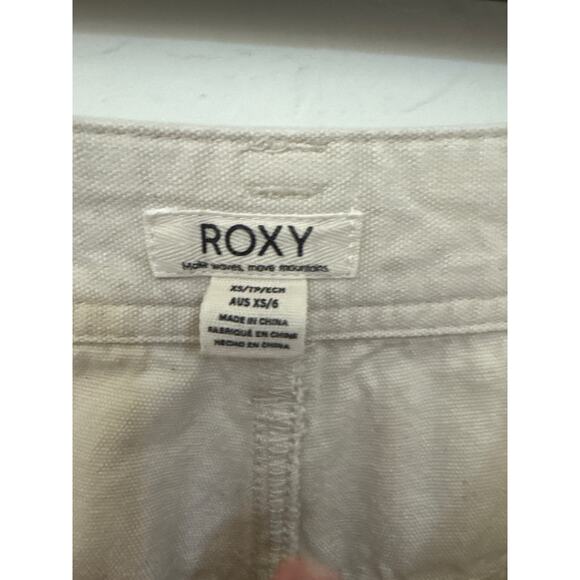 ROXY
Make waves, move mountains.
XS/TP/ECH
AUS XS/6
MADE IN CHINA
FABRIQUÉ EN CHINE
HECHO EN CHINA